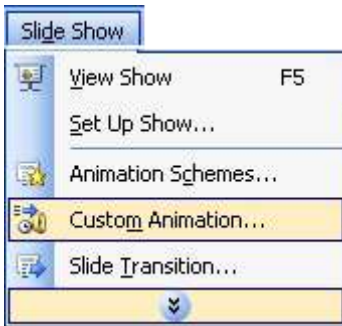 Slide Show
View Show F5
Set Up Show...
Animation Schemes...
Custom Animation...
Slide Transition...